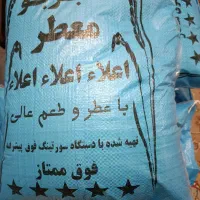 معطر
اعلاء اعلاء اعلاء
با عطر و طعم عالی
تهیه شده با دستگاه سورتینگ فوق پیشرفته
فوق ممتاز